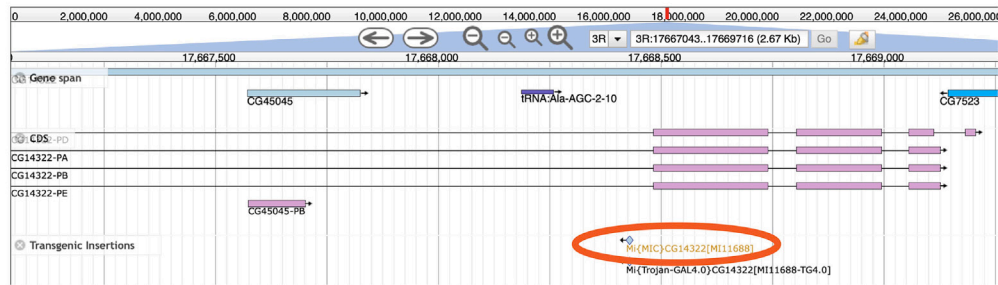 0 2,000,000 4,000,000 6,000,000 8,000,000 10,000,000 12,000,000 14,000,000 16,000,000 18,000,000 20,000,000 22,000,000 24,000,000 26,000,000
3R 3R:17667043..17669716 (2.67 Kb) Go
17,667,500 17,668,000 17,668,500 17,669,000
Gene span
CG45045 tRNA:Ala-AGC-2-10 CG7523
CDS
CG14322-PD
CG14322-PA
CG14322-PB
CG14322-PE
CG45045-PB
Transgenic Insertions
Mi{MIC}CG14322[MI11688]
Mi{Trojan-GAL4.0}CG14322[MI11688-TG4.0]